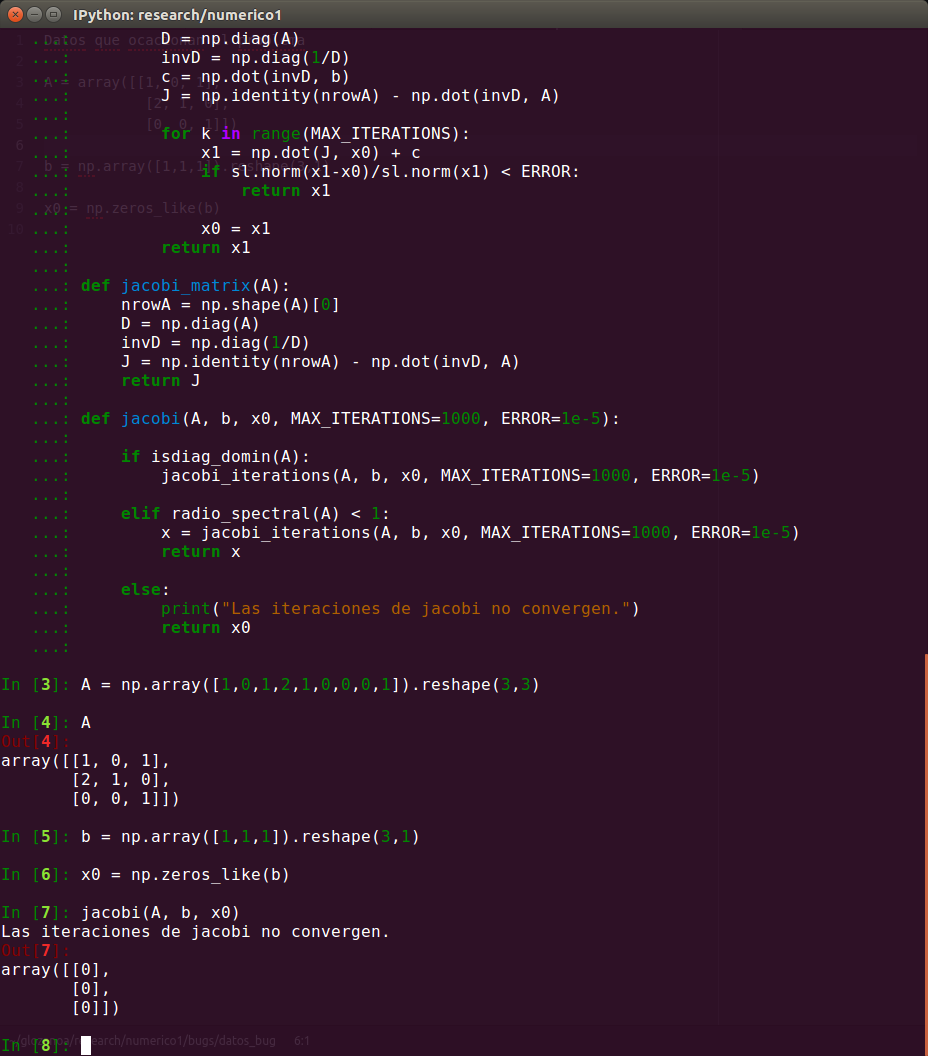 IPython: research/numerico1
...: D = np.diag(A)
...: invD = np.diag(1/D)
...: c = np.dot(invD, b)
...: J = np.identity(nrowA) - np.dot(invD, A)
...:
...: for k in range(MAX_ITERATIONS):
...: x1 = np.dot(J, x0) + c
...: if sl.norm(x1-x0)/sl.norm(x1) < ERROR:
...: return x1
...:
...: x0 = x1
...: return x1
...:
...: def jacobi_matrix(A):
...: nrowA = np.shape(A)[0]
...: D = np.diag(A)
...: invD = np.diag(1/D)
...: J = np.identity(nrowA) - np.dot(invD, A)
...: return J
...:
...: def jacobi(A, b, x0, MAX_ITERATIONS=1000, ERROR=1e-5):
...:
...: if isdiag_domin(A):
...: jacobi_iterations(A, b, x0, MAX_ITERATIONS=1000, ERROR=1e-5)
...:
...: elif radio_spectral(A) < 1:
...: x = jacobi_iterations(A, b, x0, MAX_ITERATIONS=1000, ERROR=1e-5)
...: return x
...:
...: else:
...: print("Las iteraciones de jacobi no convergen.")
...: return x0
...:
In [3]: A = np.array([1,0,1,2,1,0,0,0,1]).reshape(3,3)
In [4]: A
Out[4]:
array([[1, 0, 1],
[2, 1, 0],
[0, 0, 1]])
In [5]: b = np.array([1,1,1]).reshape(3,1)
In [6]: x0 = np.zeros_like(b)
In [7]: jacobi(A, b, x0)
Las iteraciones de jacobi no convergen.
Out[7]:
array([[0],
[0],
[0]])
In [8]: